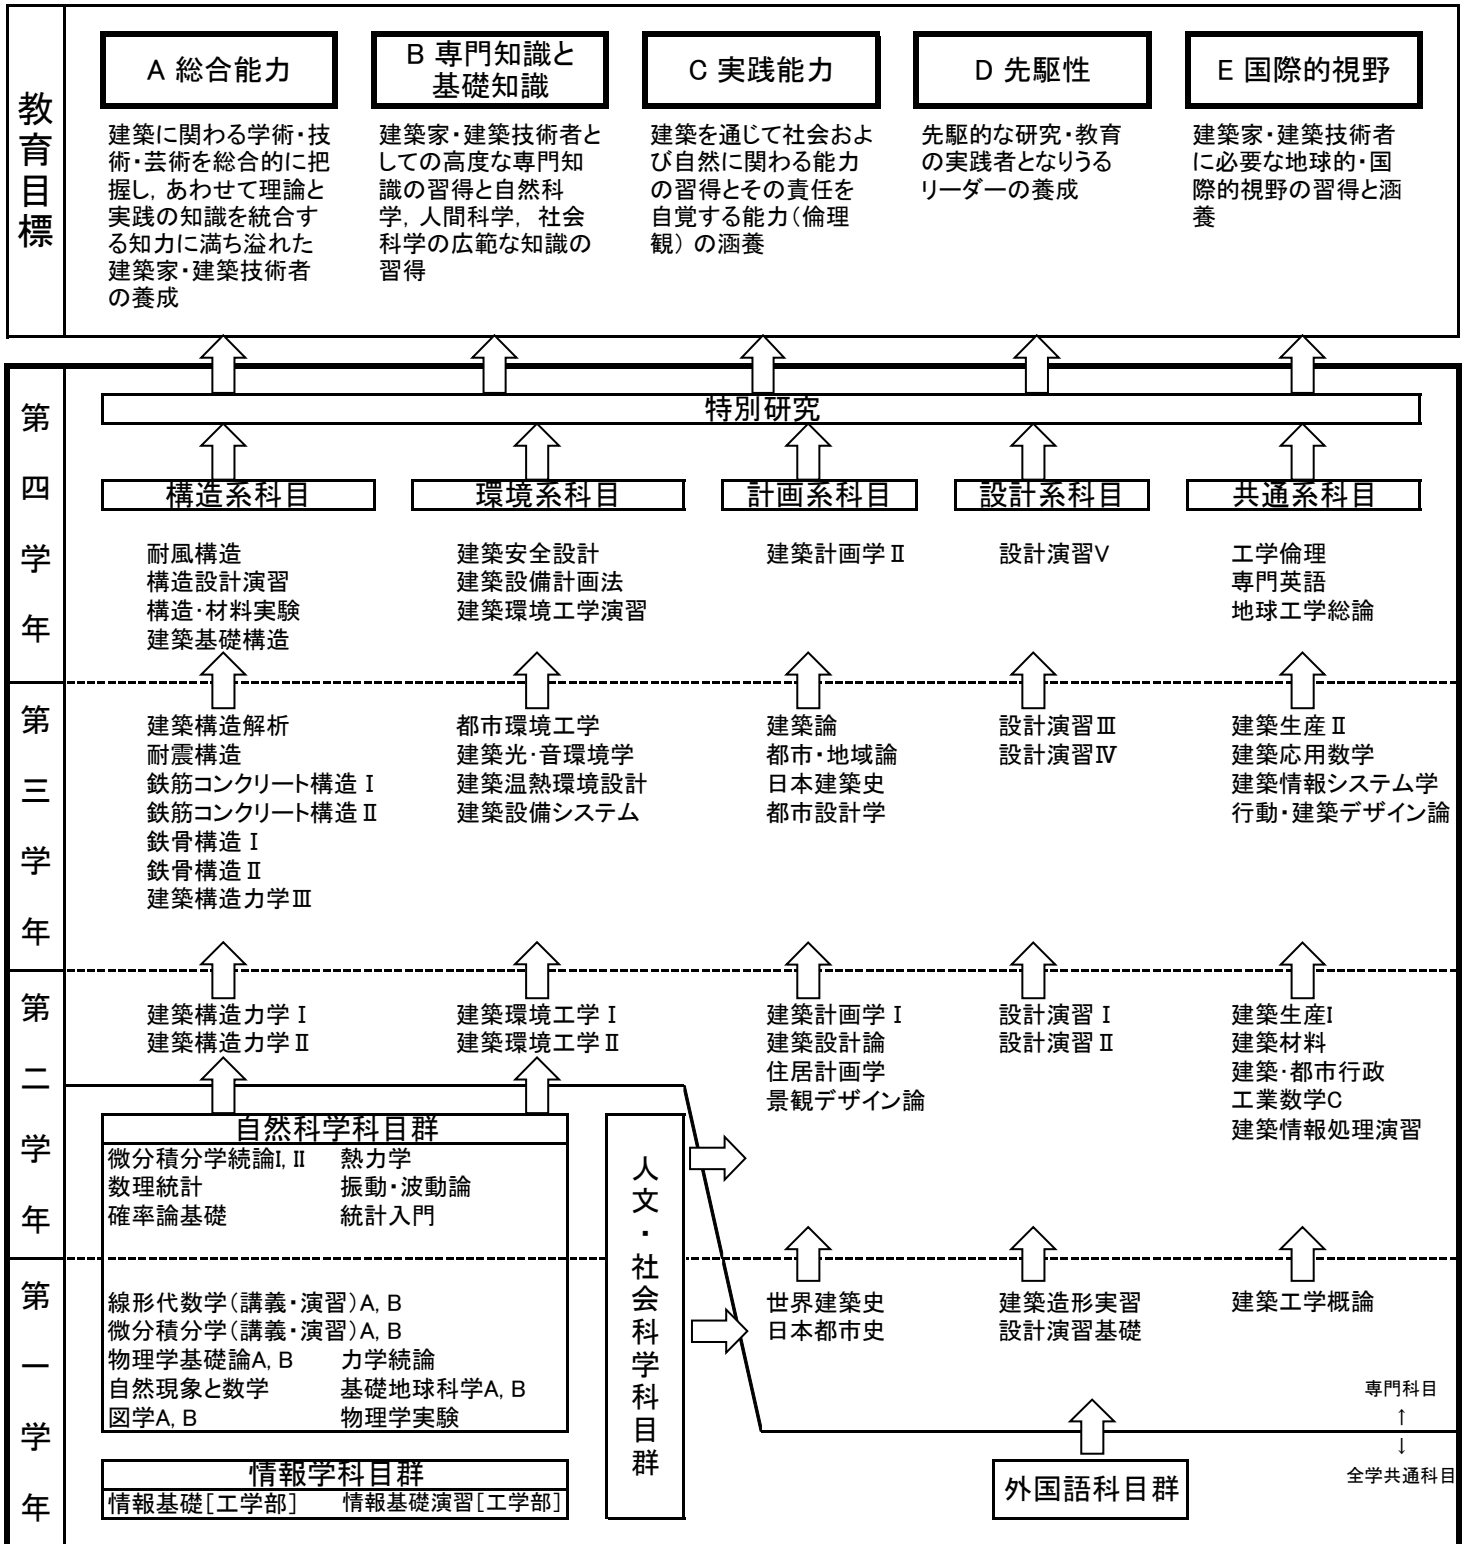 教育目標
A 総合能力
建築に関わる学術・技
術・芸術を総合的に把
握し, あわせて理論と
実践の知識を統合す
る知力に満ち溢れた
建築家・建築技術者
の養成
B 専門知識と
基礎知識
建築家・建築技術者と
しての高度な専門知
識の習得と自然科
学, 人間科学, 社会
科学の広範な知識の
習得
C 実践能力
建築を通じて社会およ
び自然に関わる能力
の習得とその責任を
自覚する能力(倫理
観) の涵養
D 先駆性
先駆的な研究・教育
の実践者となりうる
リーダーの養成
E 国際的視野
建築家・建築技術者
に必要な地球的・国
際的視野の習得と涵
養
第四学年
特別研究
構造系科目
耐風構造
構造設計演習
構造・材料実験
建築基礎構造
環境系科目
建築安全設計
建築設備計画法
建築環境工学演習
計画系科目
建築計画学Ⅱ
設計系科目
設計演習Ⅴ
共通系科目
工学倫理
専門英語
地球工学総論
第三学年
建築構造解析
耐震構造
鉄筋コンクリート構造Ⅰ
鉄筋コンクリート構造Ⅱ
鉄骨構造Ⅰ
鉄骨構造Ⅱ
建築構造力学Ⅲ
都市環境工学
建築光・音環境学
建築温熱環境設計
建築設備システム
建築論
都市・地域論
日本建築史
都市設計学
設計演習Ⅲ
設計演習Ⅳ
建築生産Ⅱ
建築応用数学
建築情報システム学
行動・建築デザイン論
第二学年
建築構造力学Ⅰ
建築構造力学Ⅱ
建築環境工学Ⅰ
建築環境工学Ⅱ
建築計画学Ⅰ
建築設計論
住居計画学
景観デザイン論
設計演習Ⅰ
設計演習Ⅱ
建築生産I
建築材料
建築・都市行政
工業数学C
建築情報処理演習
自然科学科目群
微分積分学続論I, II 熱力学
数理統計 振動・波動論
確率論基礎 統計入門
人文・社会科学科目群
第一学年
線形代数学(講義・演習)A, B
微分積分学(講義・演習)A, B
物理学基礎論A, B 力学続論
自然現象と数学 基礎地球科学A, B
図学A, B 物理学実験
世界建築史
日本都市史
建築造形実習
設計演習基礎
建築工学概論
専門科目
↑
↓
全学共通科目
情報学科目群
情報基礎[工学部] 情報基礎演習[工学部]
外国語科目群